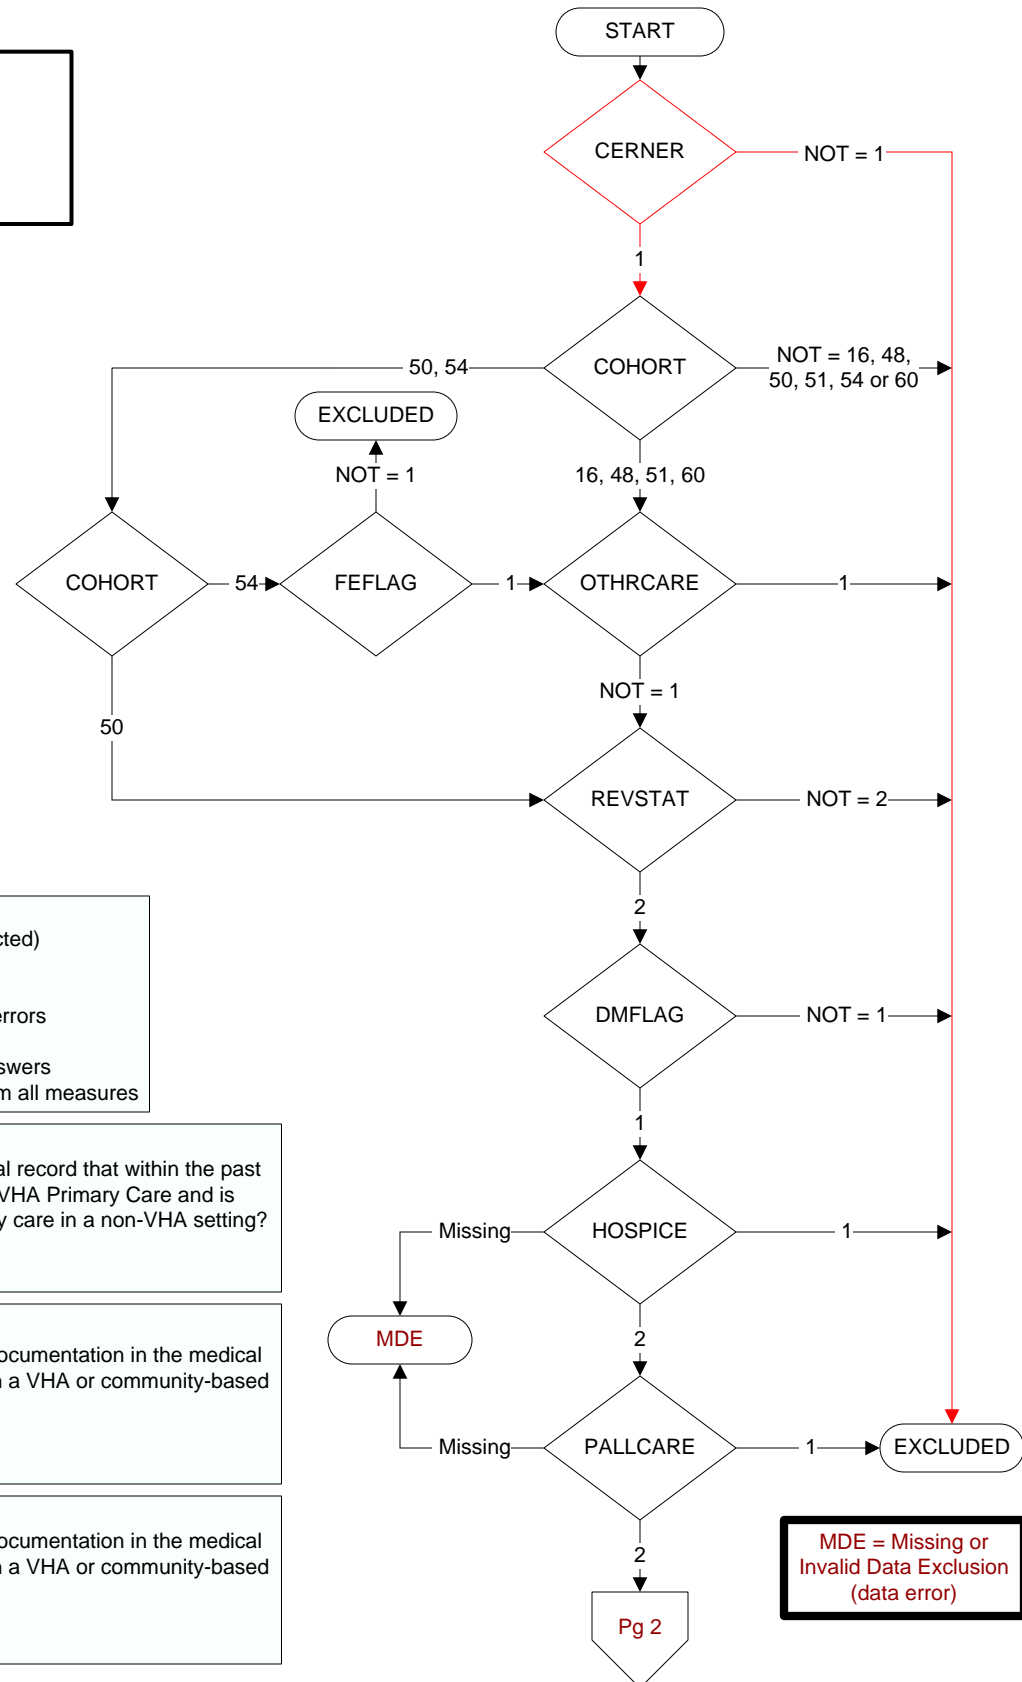 START
CERNER
NOT = 1
1
COHORT
50, 54
NOT = 16, 48,
50, 51, 54 or 60
EXCLUDED
NOT = 1
16, 48, 51, 60
COHORT
54
FEFLAG
1
OTHRCARE
1
NOT = 1
50
REVSTAT
NOT = 2
2
DMFLAG
NOT = 1
1
HOSPICE
Missing
1
MDE
2
PALLCARE
Missing
1
EXCLUDED
2
Pg 2
MDE = Missing or
Invalid Data Exclusion
(data error)
cted)
errors
swers
m all measures
al record that within the past
VHA Primary Care and is
y care in a non-VHA setting?
ocumentation in the medical
n a VHA or community-based
ocumentation in the medical
n a VHA or community-based